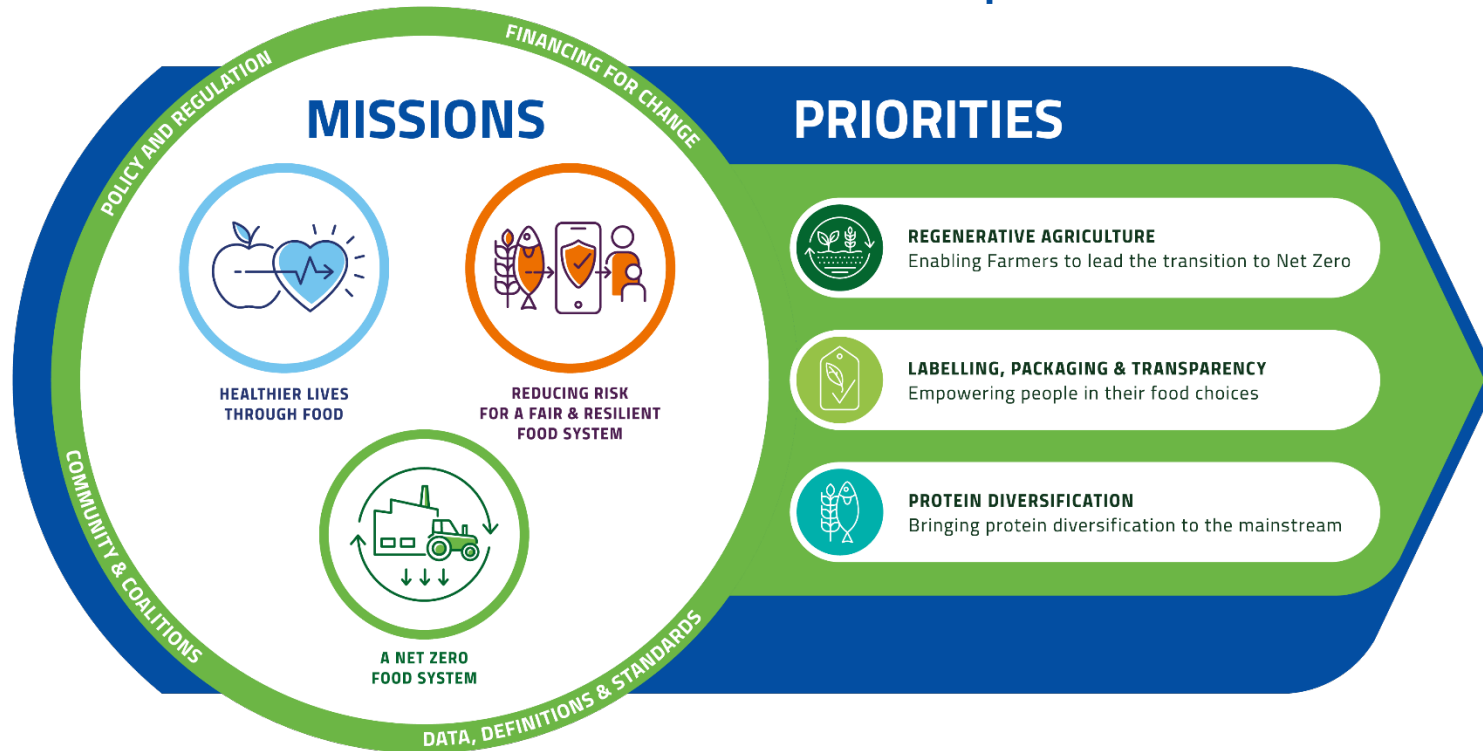 POLICY AND REGULATION
FINANCING FOR CHANGE
MISSIONS
HEALTHIER LIVES
THROUGH FOOD
REDUCING RISK
FOR A FAIR & RESILIENT
FOOD SYSTEM
A NET ZERO
FOOD SYSTEM
COMMUNITY & COALITIONS
DATA, DEFINITIONS & STANDARDS
PRIORITIES
REGENERATIVE AGRICULTURE
Enabling Farmers to lead the transition to Net Zero
LABELLING, PACKAGING & TRANSPARENCY
Empowering people in their food choices
PROTEIN DIVERSIFICATION
Bringing protein diversification to the mainstream